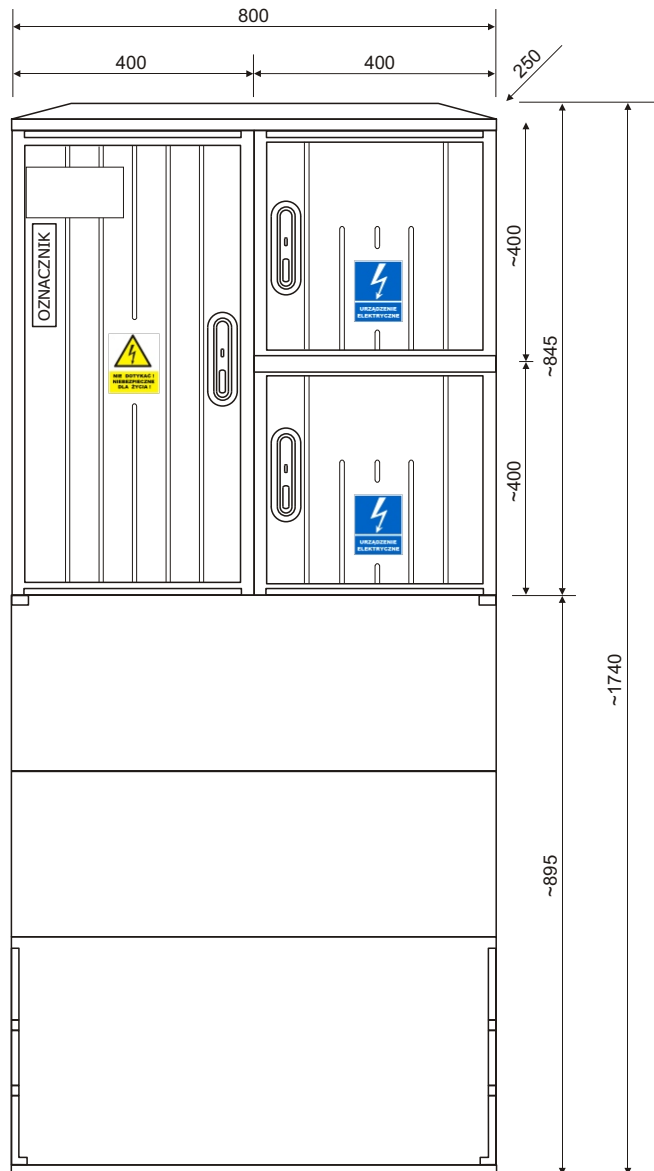 800
400
400
250
~400
~845
OZNACZNIK
URZĄDZENIE
ELEKTRYCZNE
NIE DOTYKAĆ !
NIEBEZPIECZNE
DLA ŻYCIA !
~400
URZĄDZENIE
ELEKTRYCZNE
~1740
~895